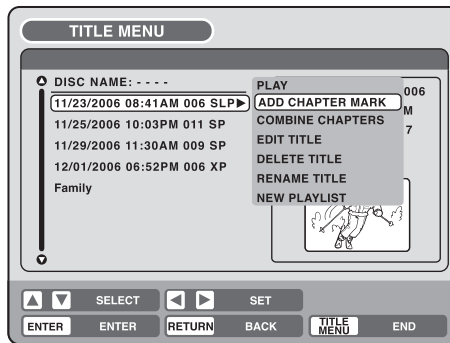 TITLE MENU
DISC NAME: - - - -
11/23/2006 08:41AM 006 SLP▶
11/25/2006 10:03PM 011 SP
11/29/2006 11:30AM 009 SP
12/01/2006 06:52PM 006 XP
Family
PLAY
ADD CHAPTER MARK
COMBINE CHAPTERS
EDIT TITLE
DELETE TITLE
RENAME TITLE
NEW PLAYLIST
006
M
7
SELECT
SET
ENTER ENTER
RETURN BACK
TITLE MENU END